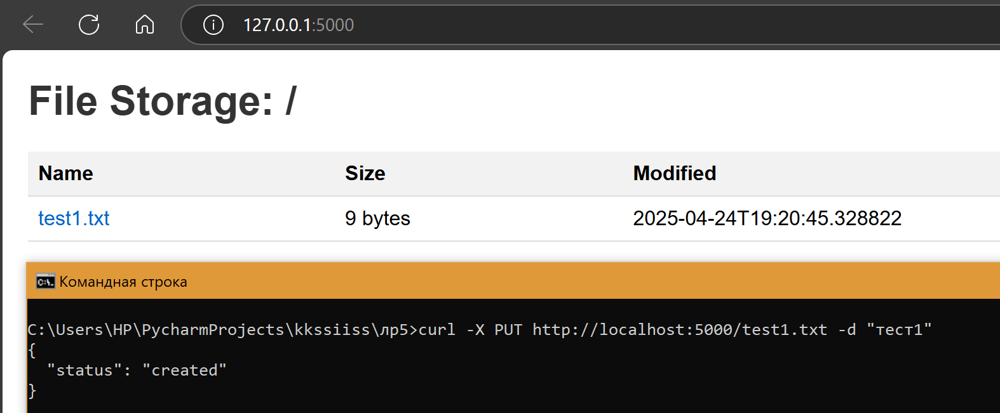 127.0.0.1:5000
File Storage: /
Name Size Modified
test1.txt 9 bytes 2025-04-24T19:20:45.328822
Командная строка
C:\Users\HP\PycharmProjects\kkssiiss\лр5>curl -X PUT http://localhost:5000/test1.txt -d "тест1"
{
  "status": "created"
}